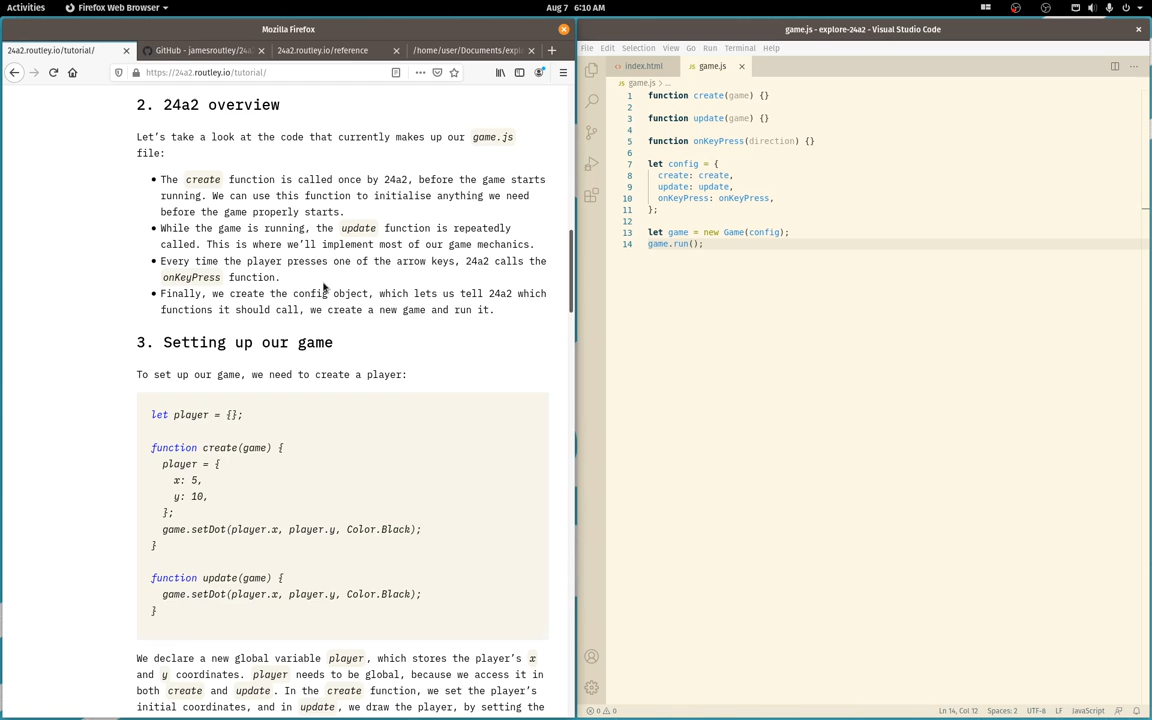 Activities Firefox Web Browser Aug 7 6:10 AM
Mozilla Firefox
24a2.routley.io/tutorial/ GitHub - jamesroutley/24a 24a2.routley.io/reference /home/user/Documents/expl
https://24a2.routley.io/tutorial/
2. 24a2 overview
Let's take a look at the code that currently makes up our game.js
file:
• The create function is called once by 24a2, before the game starts
running. We can use this function to initialise anything we need
before the game properly starts.
• While the game is running, the update function is repeatedly
called. This is where we'll implement most of our game mechanics.
• Every time the player presses one of the arrow keys, 24a2 calls the
onKeyPress function.
• Finally, we create the config object, which lets us tell 24a2 which
functions it should call, we create a new game and run it.
3. Setting up our game
To set up our game, we need to create a player:
let player = {};
function create(game) {
player = {
x: 5,
y: 10,
};
game.setDot(player.x, player.y, Color.Black);
}
function update(game) {
game.setDot(player.x, player.y, Color.Black);
}
We declare a new global variable player, which stores the player's x
and y coordinates. player needs to be global, because we access it in
both create and update. In the create function, we set the player's
initial coordinates, and in update, we draw the player, by setting the
game.js - explore-24a2 - Visual Studio Code
File Edit Selection View Go Run Terminal Help
index.html game.js
game.js > ...
1 function create(game) {}
2
3 function update(game) {}
4
5 function onKeyPress(direction) {}
6
7 let config = {
8 create: create,
9 update: update,
10 onKeyPress: onKeyPress,
11 };
12
13 let game = new Game(config);
14 game.run();
0 0 Ln 14, Col 12 Spaces: 2 UTF-8 LF JavaScript